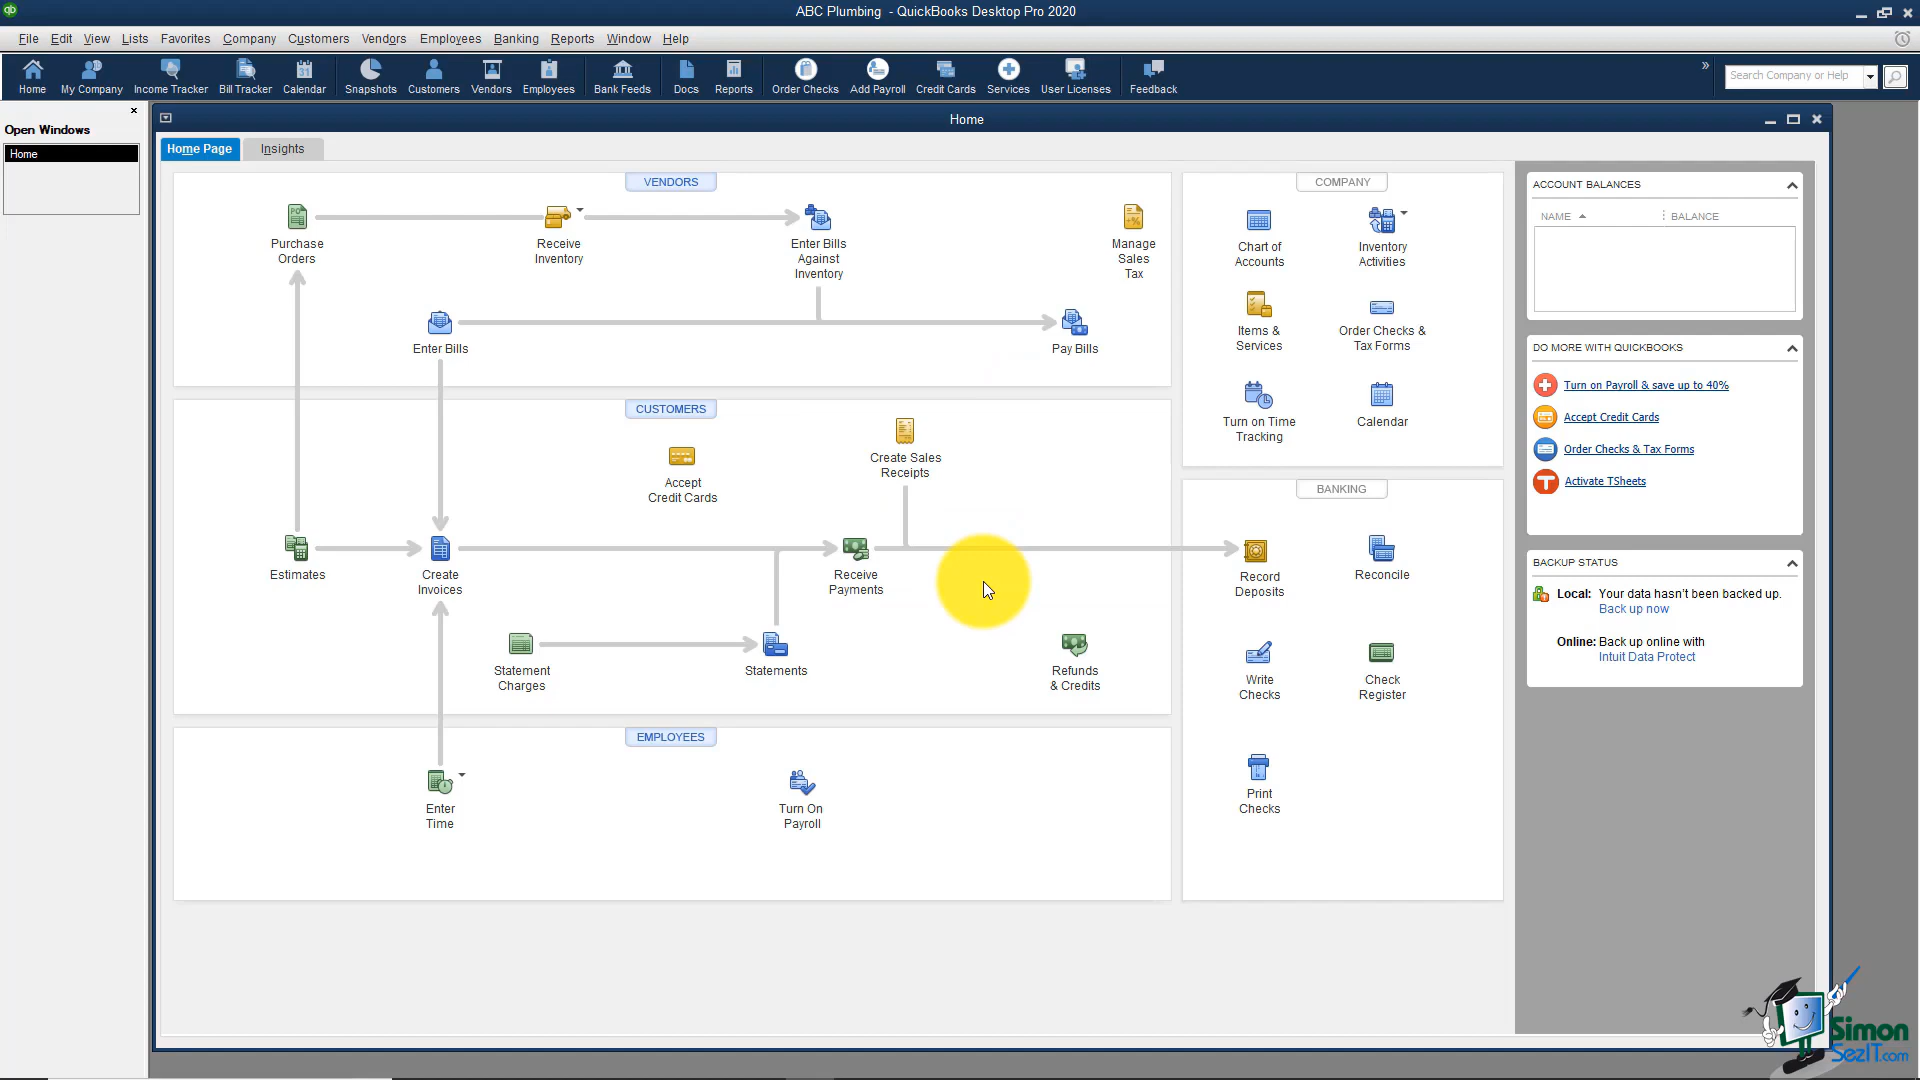 ABC Plumbing - QuickBooks Desktop Pro 2020
File Edit View Lists Favorites Company Customers Vendors Employees Banking Reports Window Help
Home My Company Income Tracker Bill Tracker Calendar Snapshots Customers Vendors Employees Bank Feeds Docs Reports Order Checks Add Payroll Credit Cards Services User Licenses Feedback
Search Company or Help
Open Windows
Home
Home
Home Page
Insights
VENDORS
Purchase
Orders
Receive
Inventory
Enter Bills
Against
Inventory
Manage
Sales
Tax
Enter Bills
Pay Bills
CUSTOMERS
Create Sales
Receipts
Accept
Credit Cards
Estimates
Create
Invoices
Receive
Payments
Statement
Charges
Statements
Refunds
& Credits
EMPLOYEES
Enter
Time
Turn On
Payroll
COMPANY
Chart of
Accounts
Inventory
Activities
Items &
Services
Order Checks &
Tax Forms
Turn on Time
Tracking
Calendar
BANKING
Record
Deposits
Reconcile
Write
Checks
Check
Register
Print
Checks
ACCOUNT BALANCES
NAME BALANCE
DO MORE WITH QUICKBOOKS
Turn on Payroll & save up to 40%
Accept Credit Cards
Order Checks & Tax Forms
Activate TSheets
BACKUP STATUS
Local: Your data hasn't been backed up.
Back up now
Online: Back up online with
Intuit Data Protect
Simon
SezIT.com